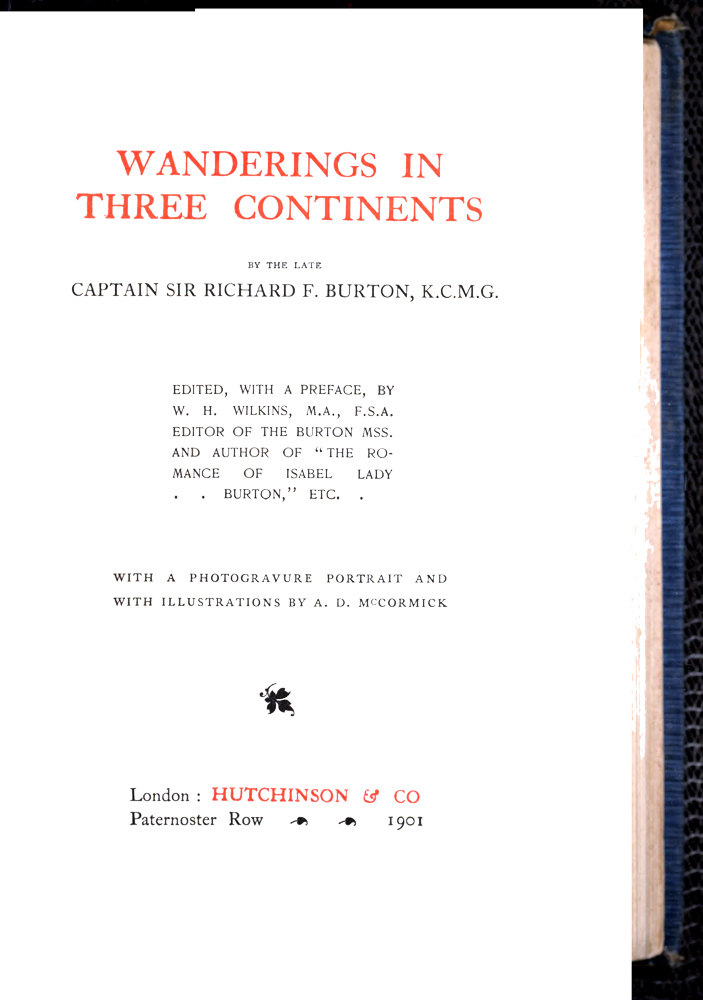 WANDERINGS IN
THREE CONTINENTS
BY THE LATE
CAPTAIN SIR RICHARD F. BURTON, K.C.M.G.
EDITED, WITH A PREFACE, BY
W. H. WILKINS, M.A., F.S.A.
EDITOR OF THE BURTON MSS.
AND AUTHOR OF “THE RO-
MANCE OF ISABEL LADY
. . BURTON,” ETC. .
WITH A PHOTOGRAVURE PORTRAIT AND
WITH ILLUSTRATIONS BY A. D. McCORMICK
London : HUTCHINSON & CO
Paternoster Row 1901